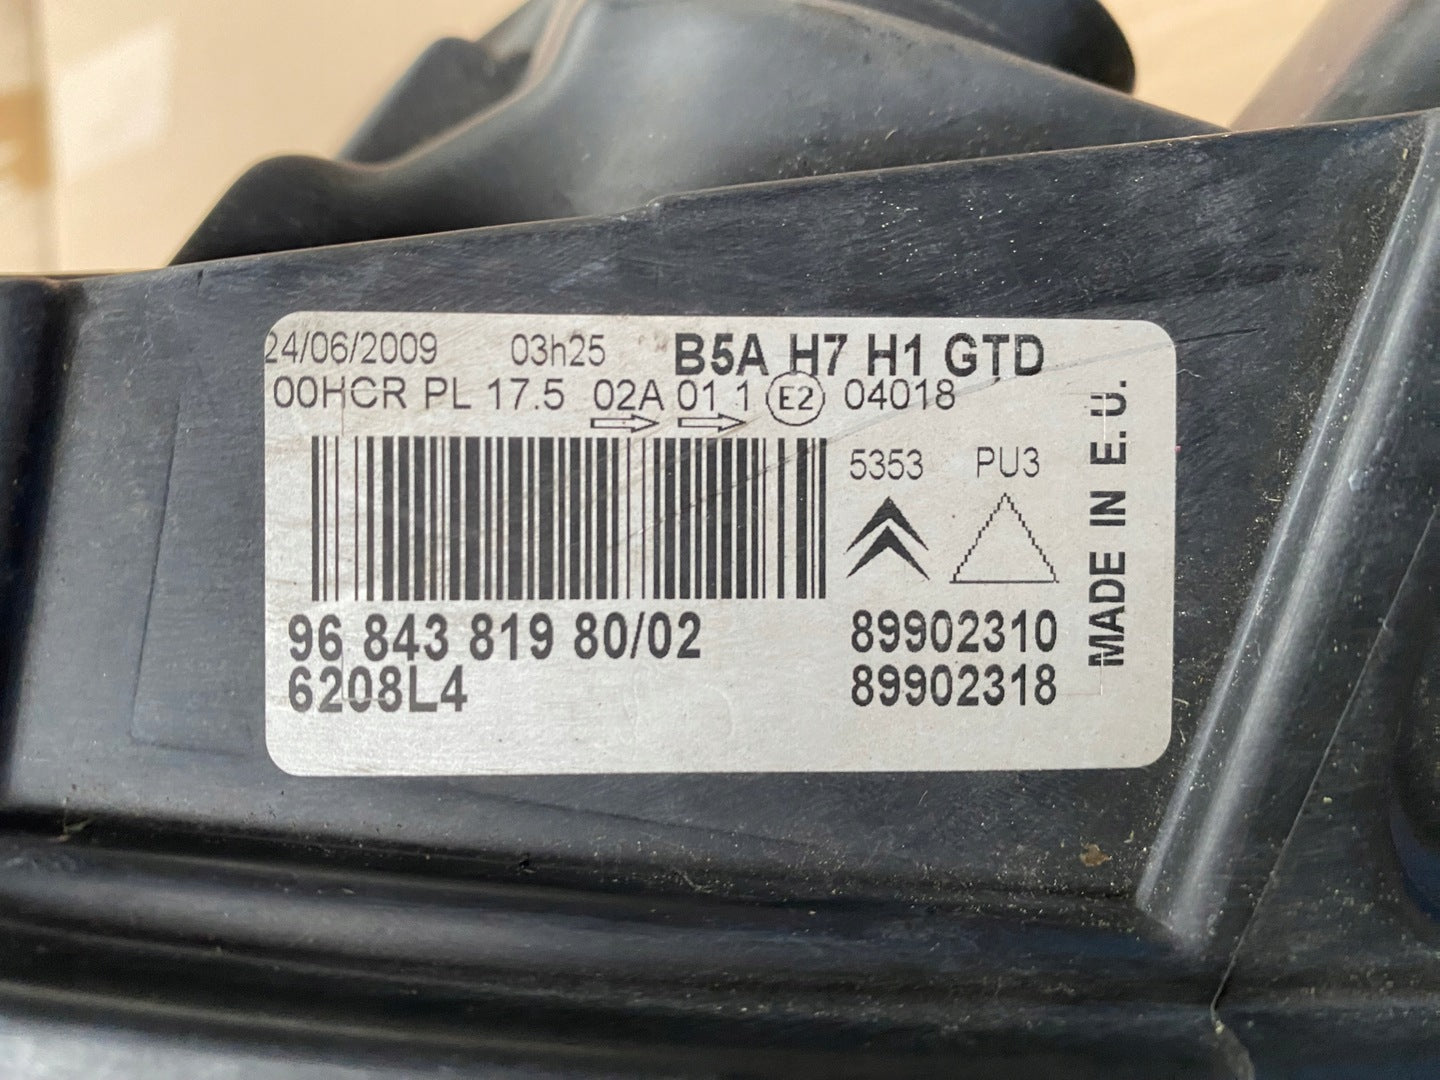 24/06/2009 03h25 B5A H7 H1 GTD
00HCR PL 17.5 02A 01 1 E2 04018
5353 PU3
MADE IN E.U.
96 843 819 80/02 89902310
6208L4 89902318